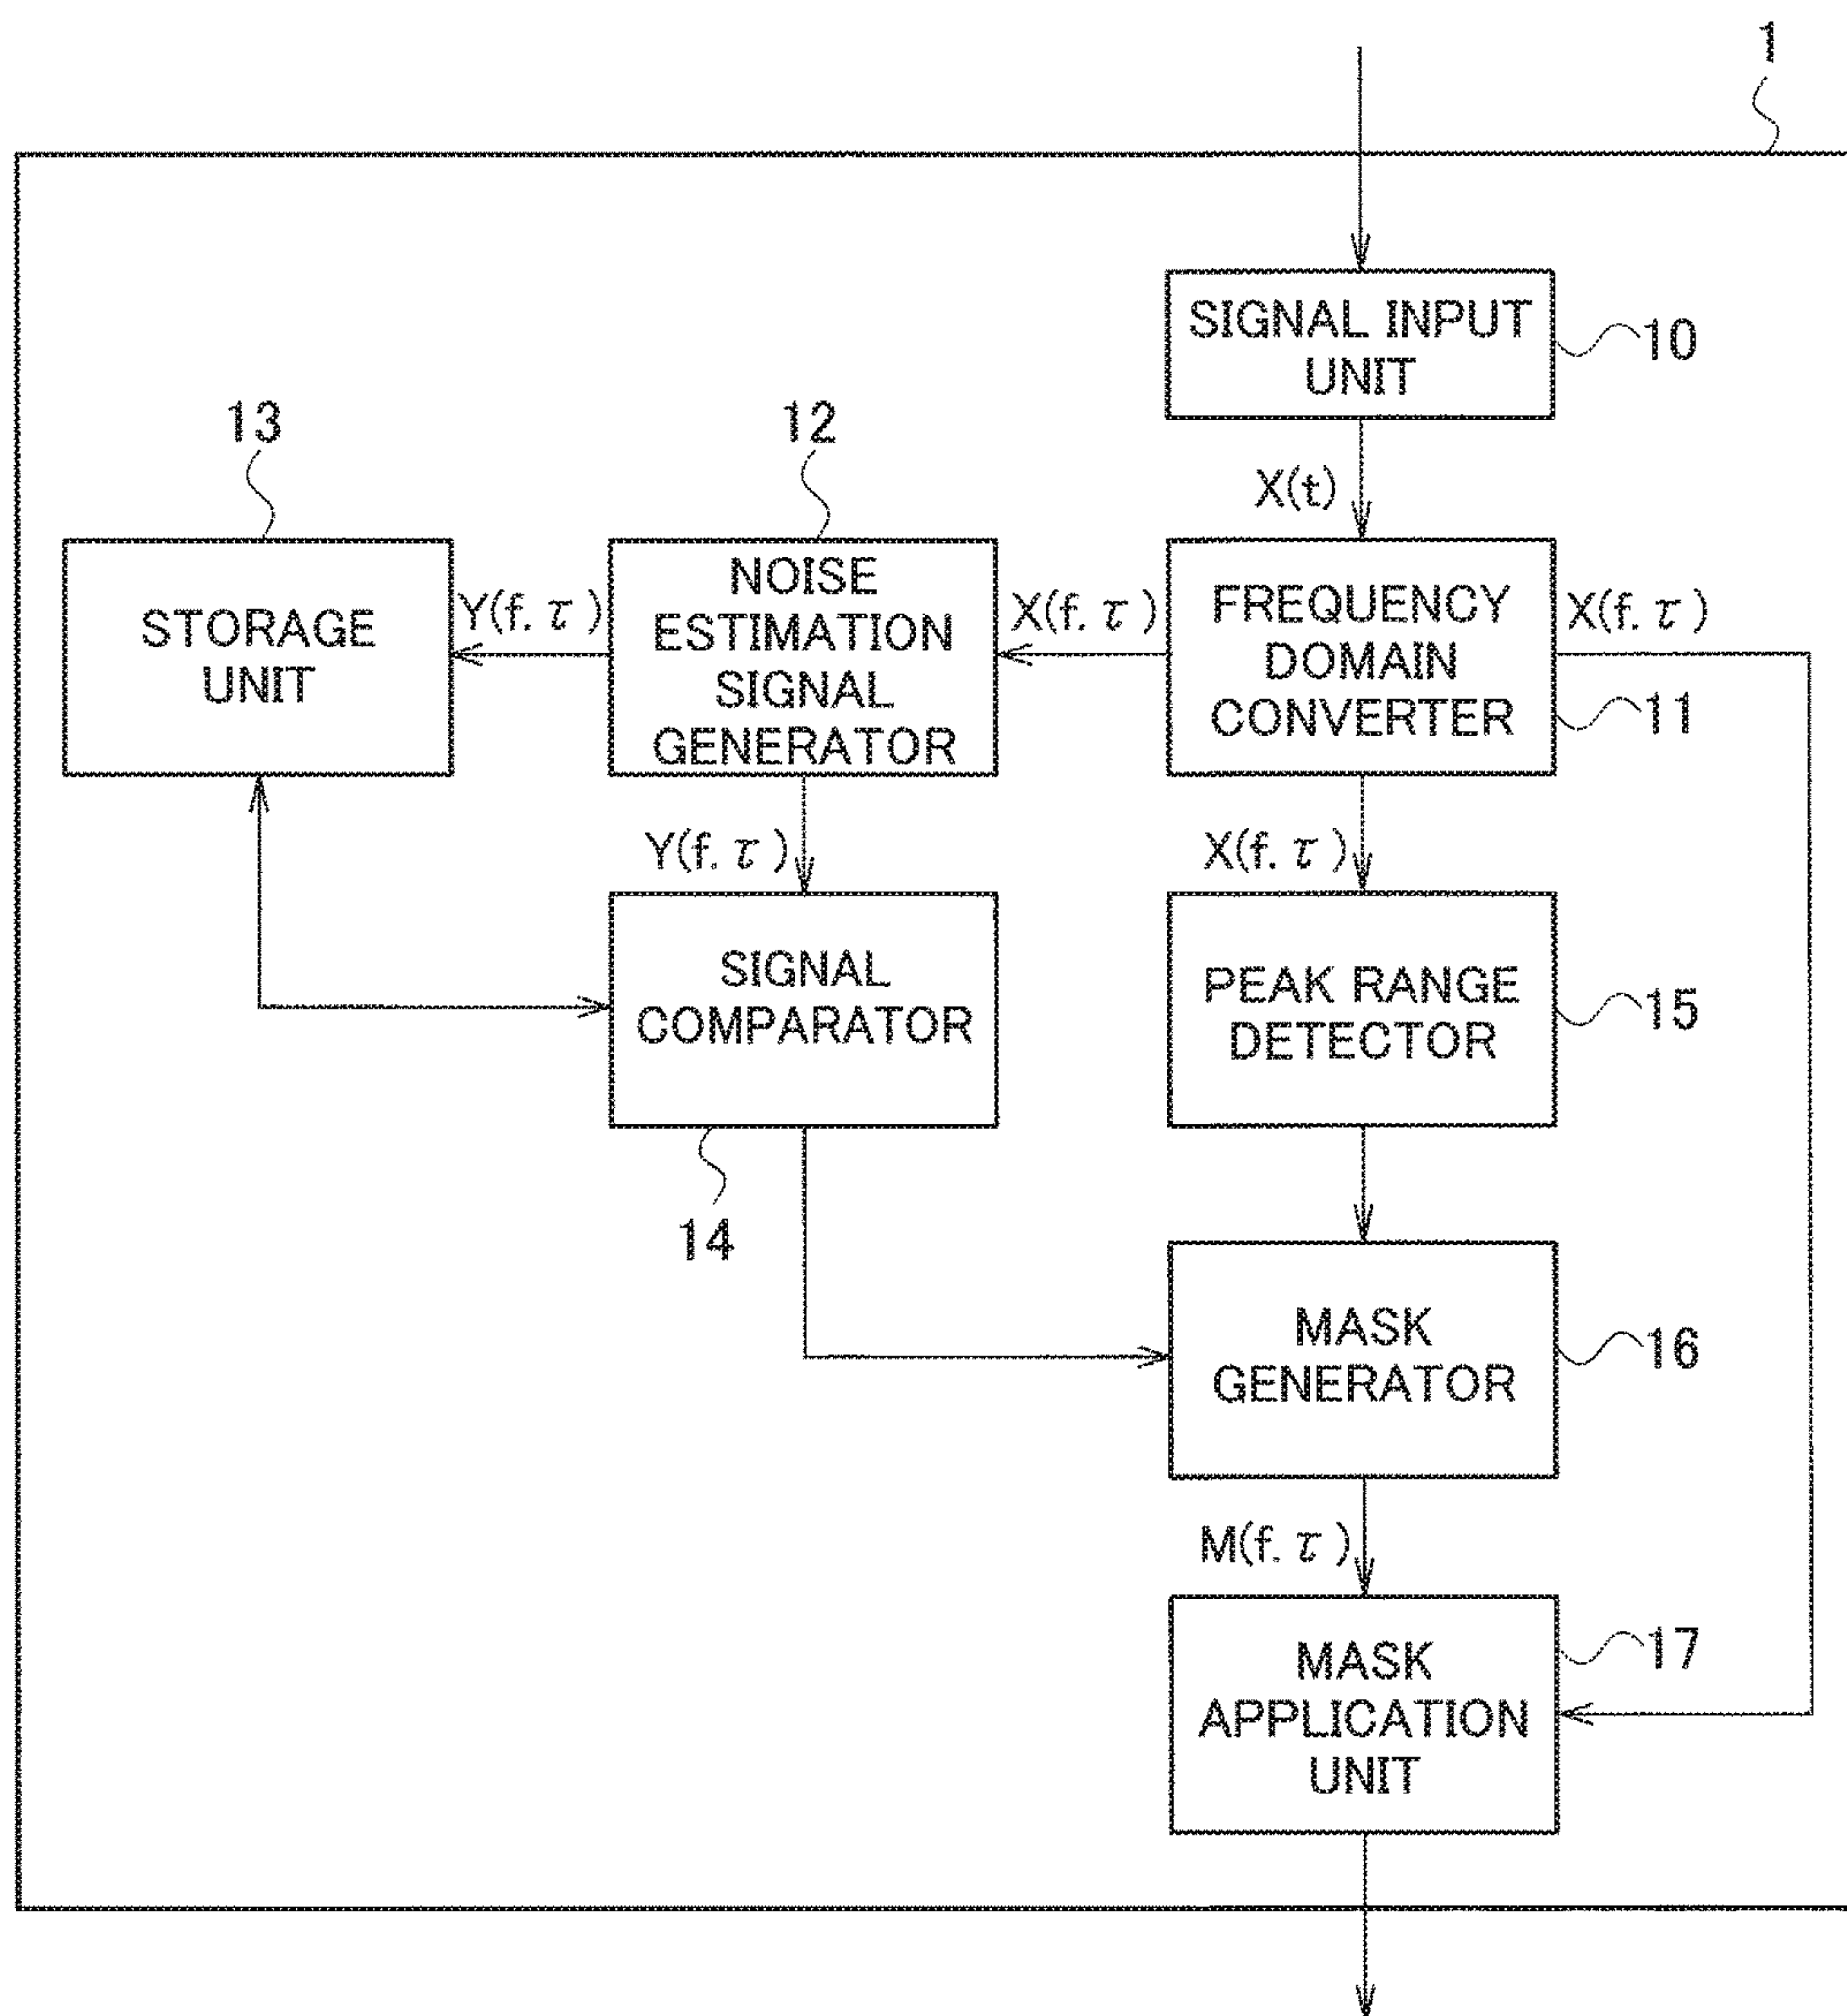 1
SIGNAL INPUT
UNIT
10
X(t)
13
12
STORAGE
UNIT
Y(f. τ)
NOISE
ESTIMATION
SIGNAL
GENERATOR
X(f. τ)
FREQUENCY
DOMAIN
CONVERTER
X(f. τ)
11
Y(f. τ)
X(f. τ)
SIGNAL
COMPARATOR
14
PEAK RANGE
DETECTOR
15
MASK
GENERATOR
16
M(f. τ)
MASK
APPLICATION
UNIT
17